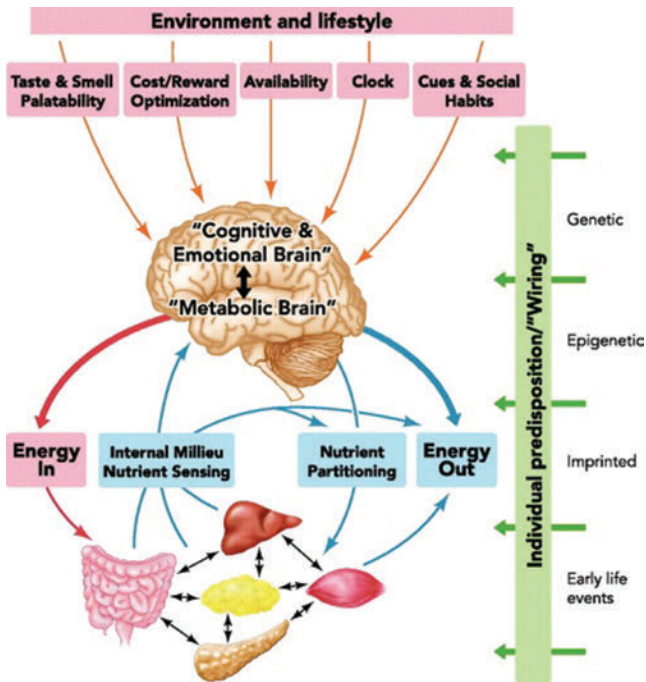 Environment and lifestyle
Taste & Smell
Palatability
Cost/Reward
Optimization
Availability
Clock
Cues & Social
Habits
"Cognitive &
Emotional Brain"
"Metabolic Brain"
Energy
In
Internal Millieu
Nutrient Sensing
Nutrient
Partitioning
Energy
Out
Individual predisposition/"Wiring"
Genetic
Epigenetic
Imprinted
Early life
events